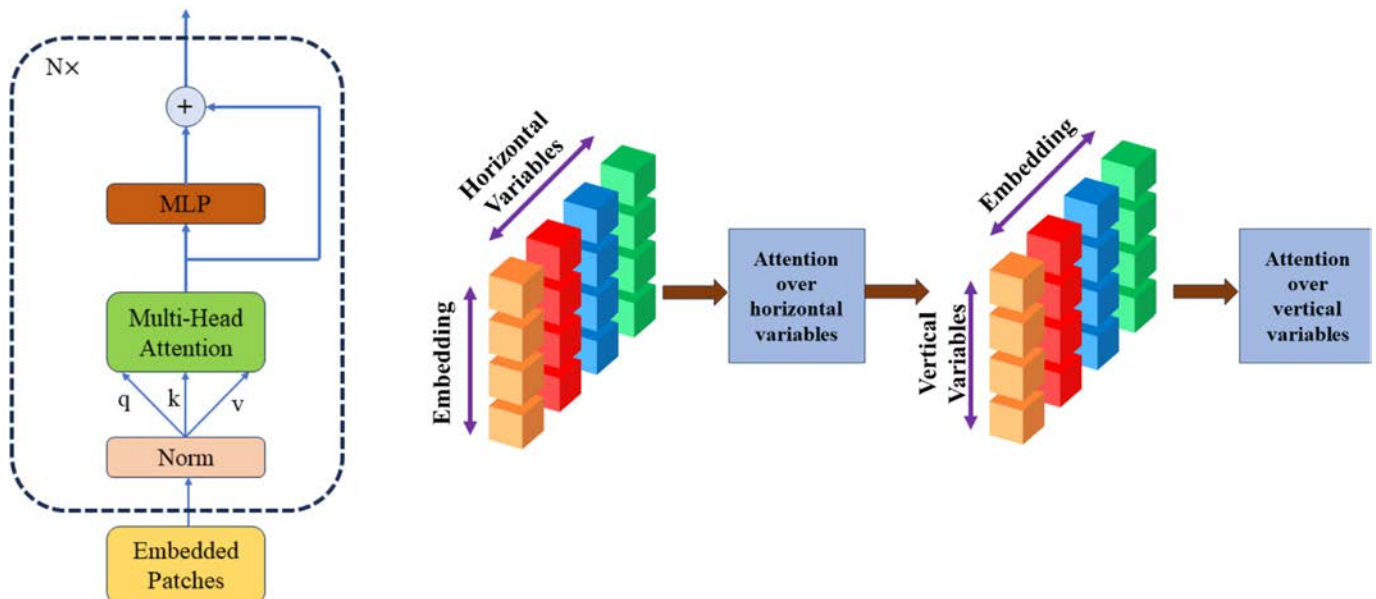 N×
+
MLP
Multi-Head
Attention
q
k
v
Norm
Embedded
Patches
Horizontal
Variables
Embedding
Attention
over
horizontal
variables
Embedding
Vertical
Variables
Attention
over
vertical
variables